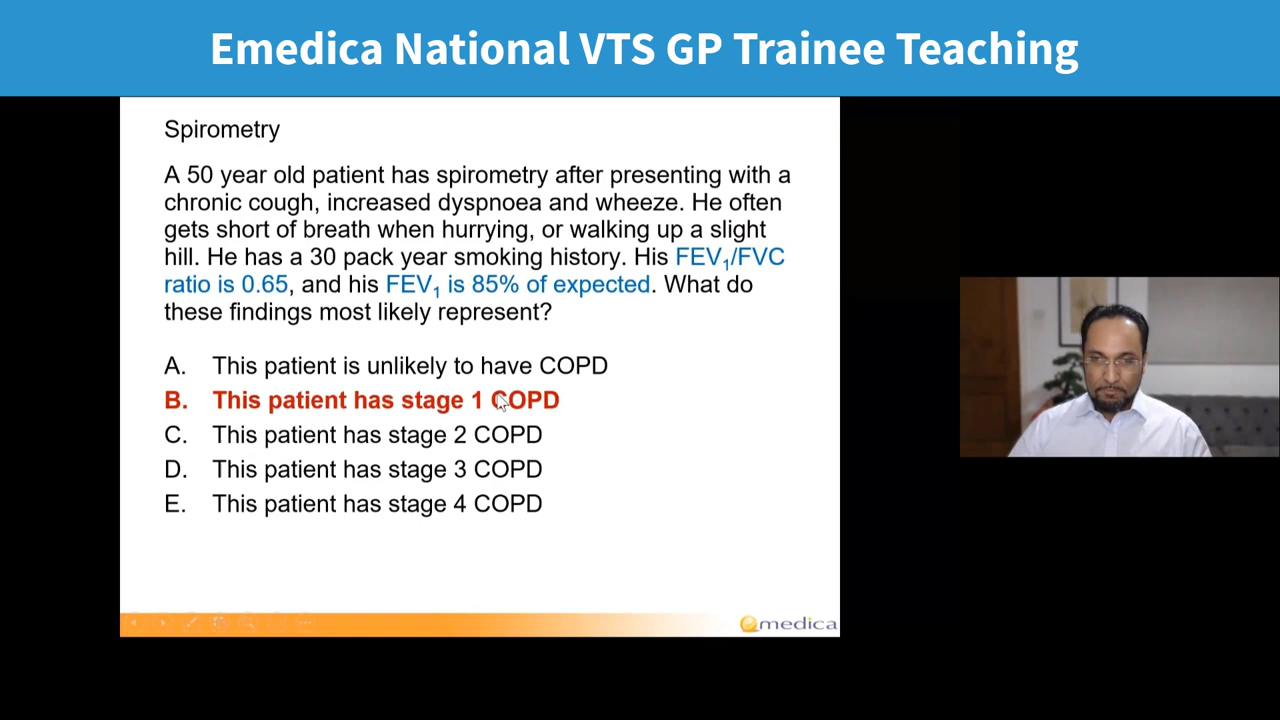 Emedica National VTS GP Trainee Teaching
Spirometry
A 50 year old patient has spirometry after presenting with a
chronic cough, increased dyspnoea and wheeze. He often
gets short of breath when hurrying, or walking up a slight
hill. He has a 30 pack year smoking history. His FEV₁/FVC
ratio is 0.65, and his FEV₁ is 85% of expected. What do
these findings most likely represent?
A. This patient is unlikely to have COPD
B. This patient has stage 1 COPD
C. This patient has stage 2 COPD
D. This patient has stage 3 COPD
E. This patient has stage 4 COPD
emedica